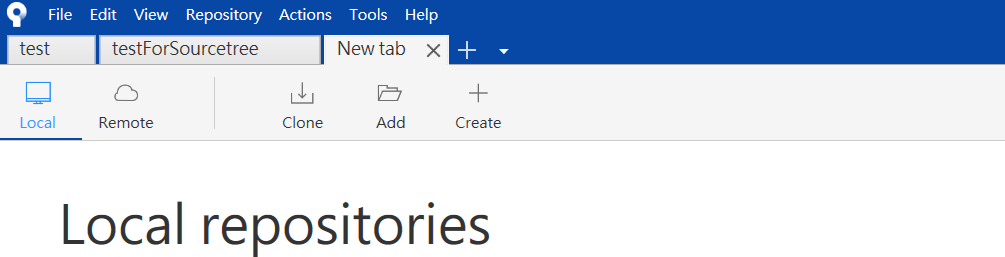 File Edit View Repository Actions Tools Help
test testForSourcetree New tab
Local Remote Clone Add Create
Local repositories